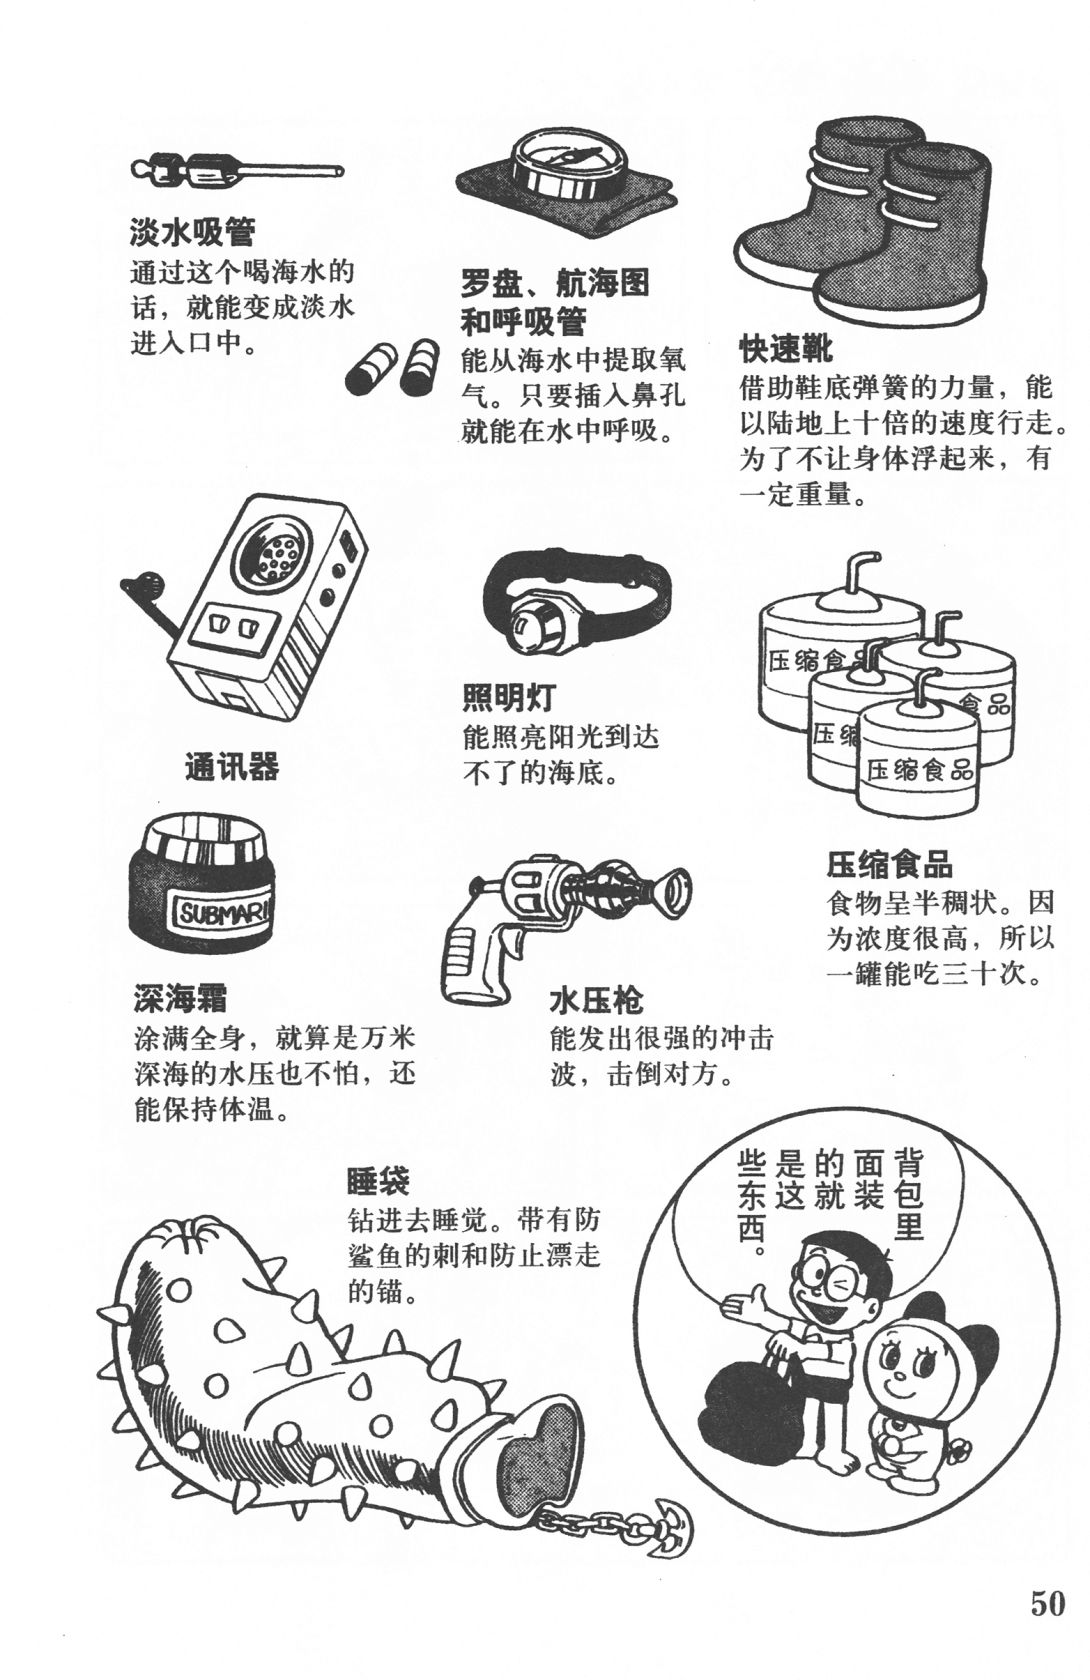 淡水吸管
通过这个喝海水的
话，就能变成淡水
进入口中。
罗盘、航海图
和呼吸管
能从海水中提取氧
气。只要插入鼻孔
就能在水中呼吸。
快速靴
借助鞋底弹簧的力量，能
以陆地上十倍的速度行走。
为了不让身体浮起来，有
一定重量。
通讯器
照明灯
能照亮阳光到达
不了的海底。
压缩食品
食品
压缩
压缩食品
压缩食品
食物呈半稠状。因
为浓度很高，所以
一罐能吃三十次。
SUBMARI
深海霜
涂满全身，就算是万米
深海的水压也不怕，还
能保持体温。
水压枪
能发出很强的冲击
波，击倒对方。
睡袋
钻进去睡觉。带有防
鲨鱼的刺和防止漂走
的锚。
背包里
面装
的就
是这
些东西。
50